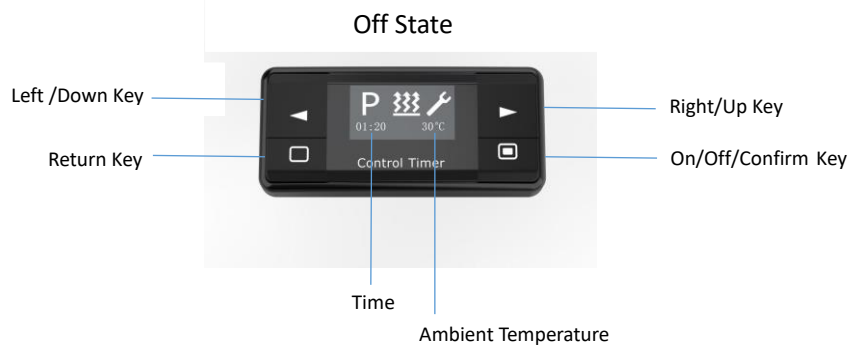 Off State
Left /Down Key
Right/Up Key
P
01:20 30℃
Return Key
On/Off/Confirm Key
Control Timer
Time
Ambient Temperature